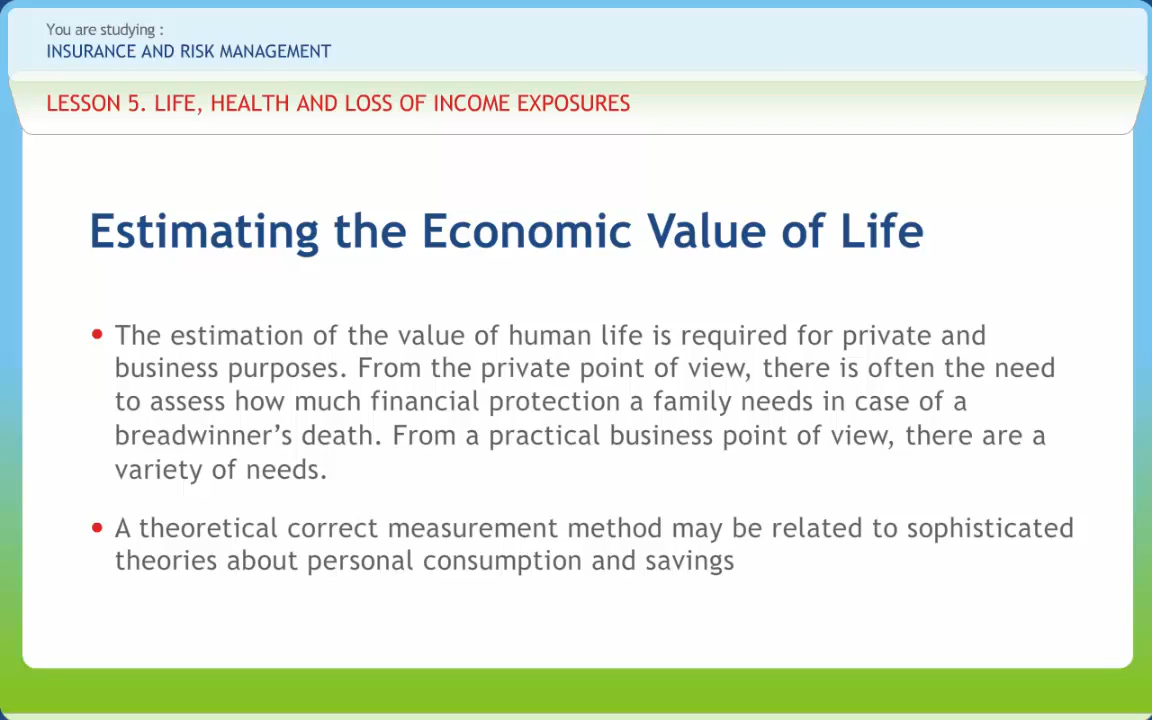 You are studying :
INSURANCE AND RISK MANAGEMENT
LESSON 5. LIFE, HEALTH AND LOSS OF INCOME EXPOSURES
Estimating the Economic Value of Life
• The estimation of the value of human life is required for private and
business purposes. From the private point of view, there is often the need
to assess how much financial protection a family needs in case of a
breadwinner’s death. From a practical business point of view, there are a
variety of needs.
• A theoretical correct measurement method may be related to sophisticated
theories about personal consumption and savings